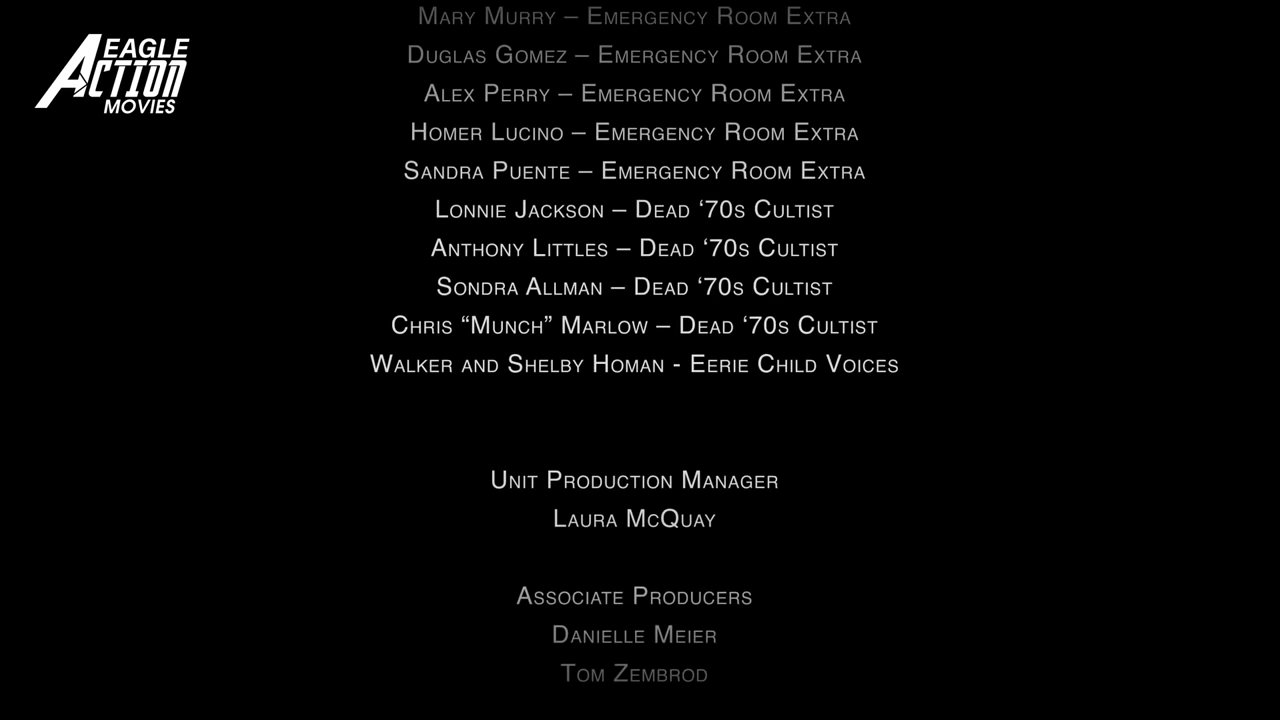 EAGLE
ACTION
MOVIES
Mary Murry – Emergency Room Extra
Duglas Gomez – Emergency Room Extra
Alex Perry – Emergency Room Extra
Homer Lucino – Emergency Room Extra
Sandra Puente – Emergency Room Extra
Lonnie Jackson – Dead ‘70s Cultist
Anthony Littles – Dead ‘70s Cultist
Sondra Allman – Dead ‘70s Cultist
Chris “Munch” Marlow – Dead ‘70s Cultist
Walker and Shelby Homan - Eerie Child Voices
Unit Production Manager
Laura McQuay
Associate Producers
Danielle Meier
Tom Zembrod